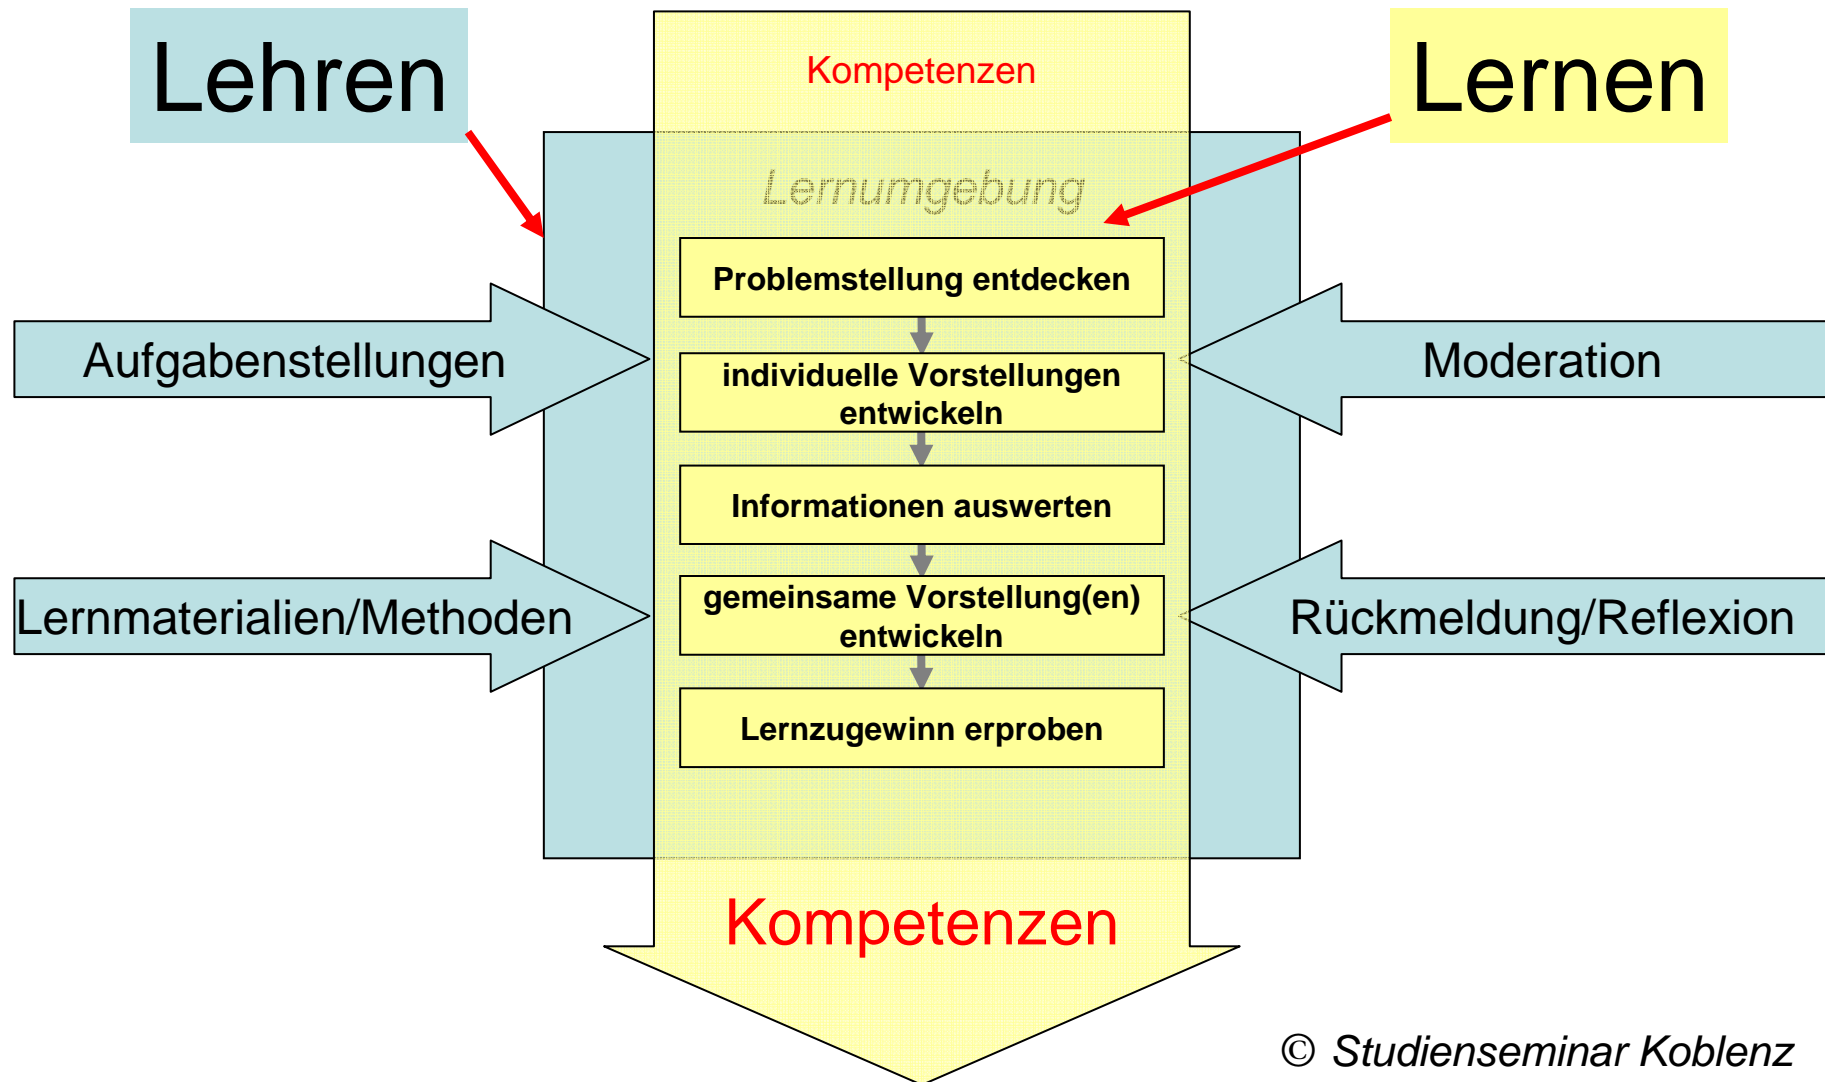 Lehren
Kompetenzen
Lernen
Lernumgebung
Problemstellung entdecken
Aufgabenstellungen
individuelle Vorstellungen
entwickeln
Moderation
Informationen auswerten
Lernmaterialien/Methoden
gemeinsame Vorstellung(en)
entwickeln
Rückmeldung/Reflexion
Lernzugewinn erproben
Kompetenzen
© Studienseminar Koblenz